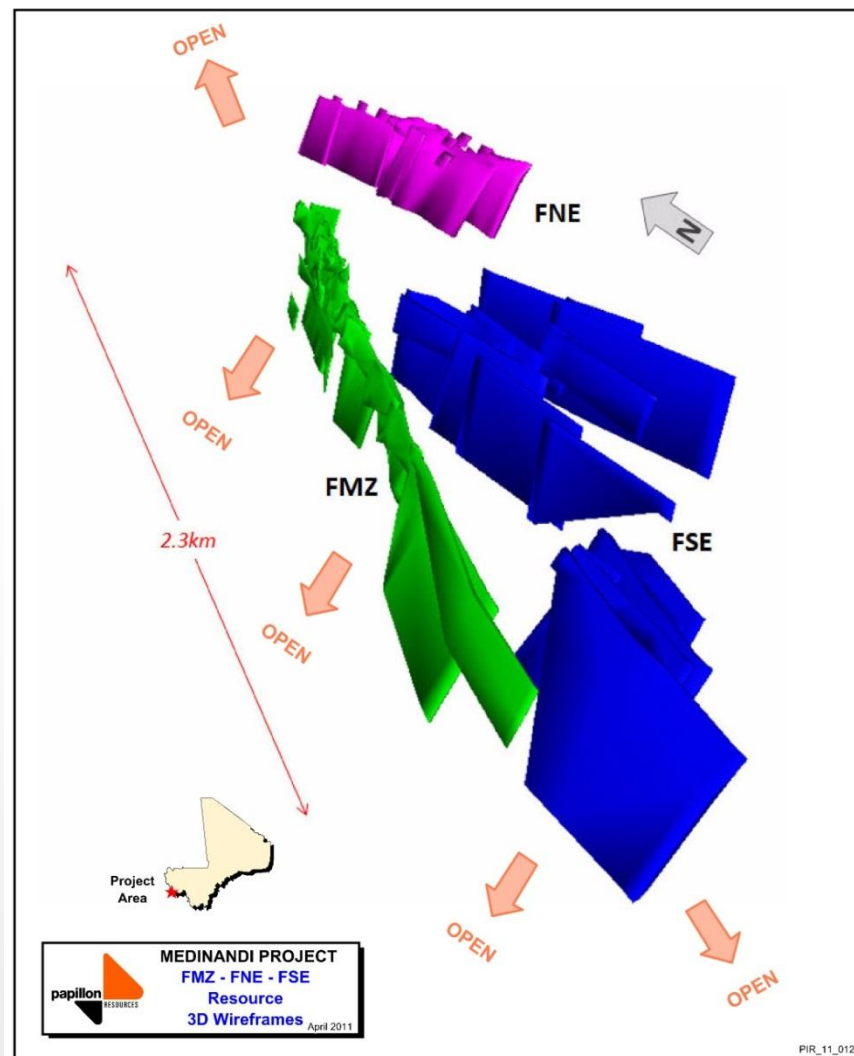 OPEN
FNE
N
OPEN
FMZ
2.3km
FSE
OPEN
Project
Area
OPEN
OPEN
papillon
RESOURCES
MEDINANDI PROJECT
FMZ - FNE - FSE
Resource
3D Wireframes
April 2011
PIR_11_012